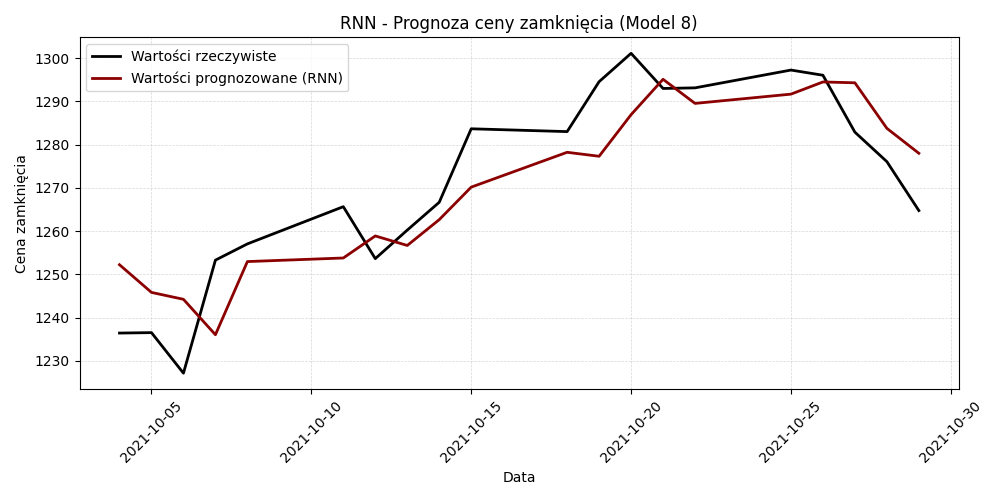 RNN - Prognoza ceny zamknięcia (Model 8)
Wartości rzeczywiste
Wartości prognozowane (RNN)
Cena zamknięcia
1300
1290
1280
1270
1260
1250
1240
1230
2021-10-05
2021-10-10
2021-10-15
2021-10-20
2021-10-25
2021-10-30
Data